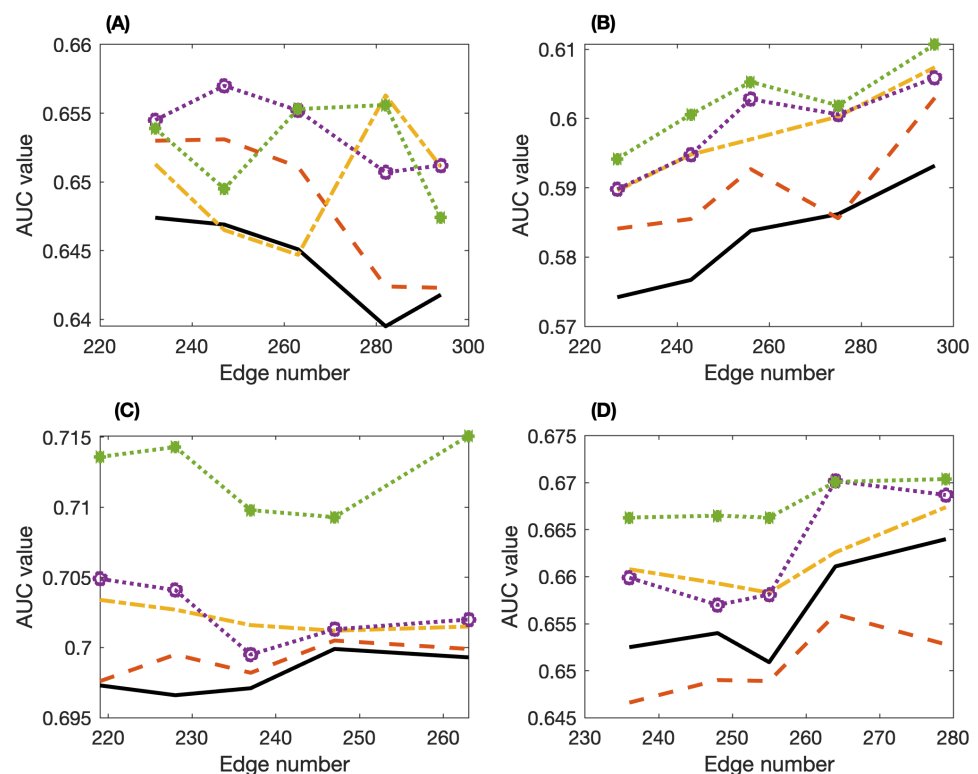 (A)
0.66
0.655
0.65
0.645
0.64
AUC value
220 240 260 280 300
Edge number
(B)
0.61
0.6
0.59
0.58
0.57
AUC value
220 240 260 280 300
Edge number
(C)
0.715
0.71
0.705
0.7
0.695
AUC value
220 230 240 250 260
Edge number
(D)
0.675
0.67
0.665
0.66
0.655
0.65
0.645
AUC value
230 240 250 260 270 280
Edge number